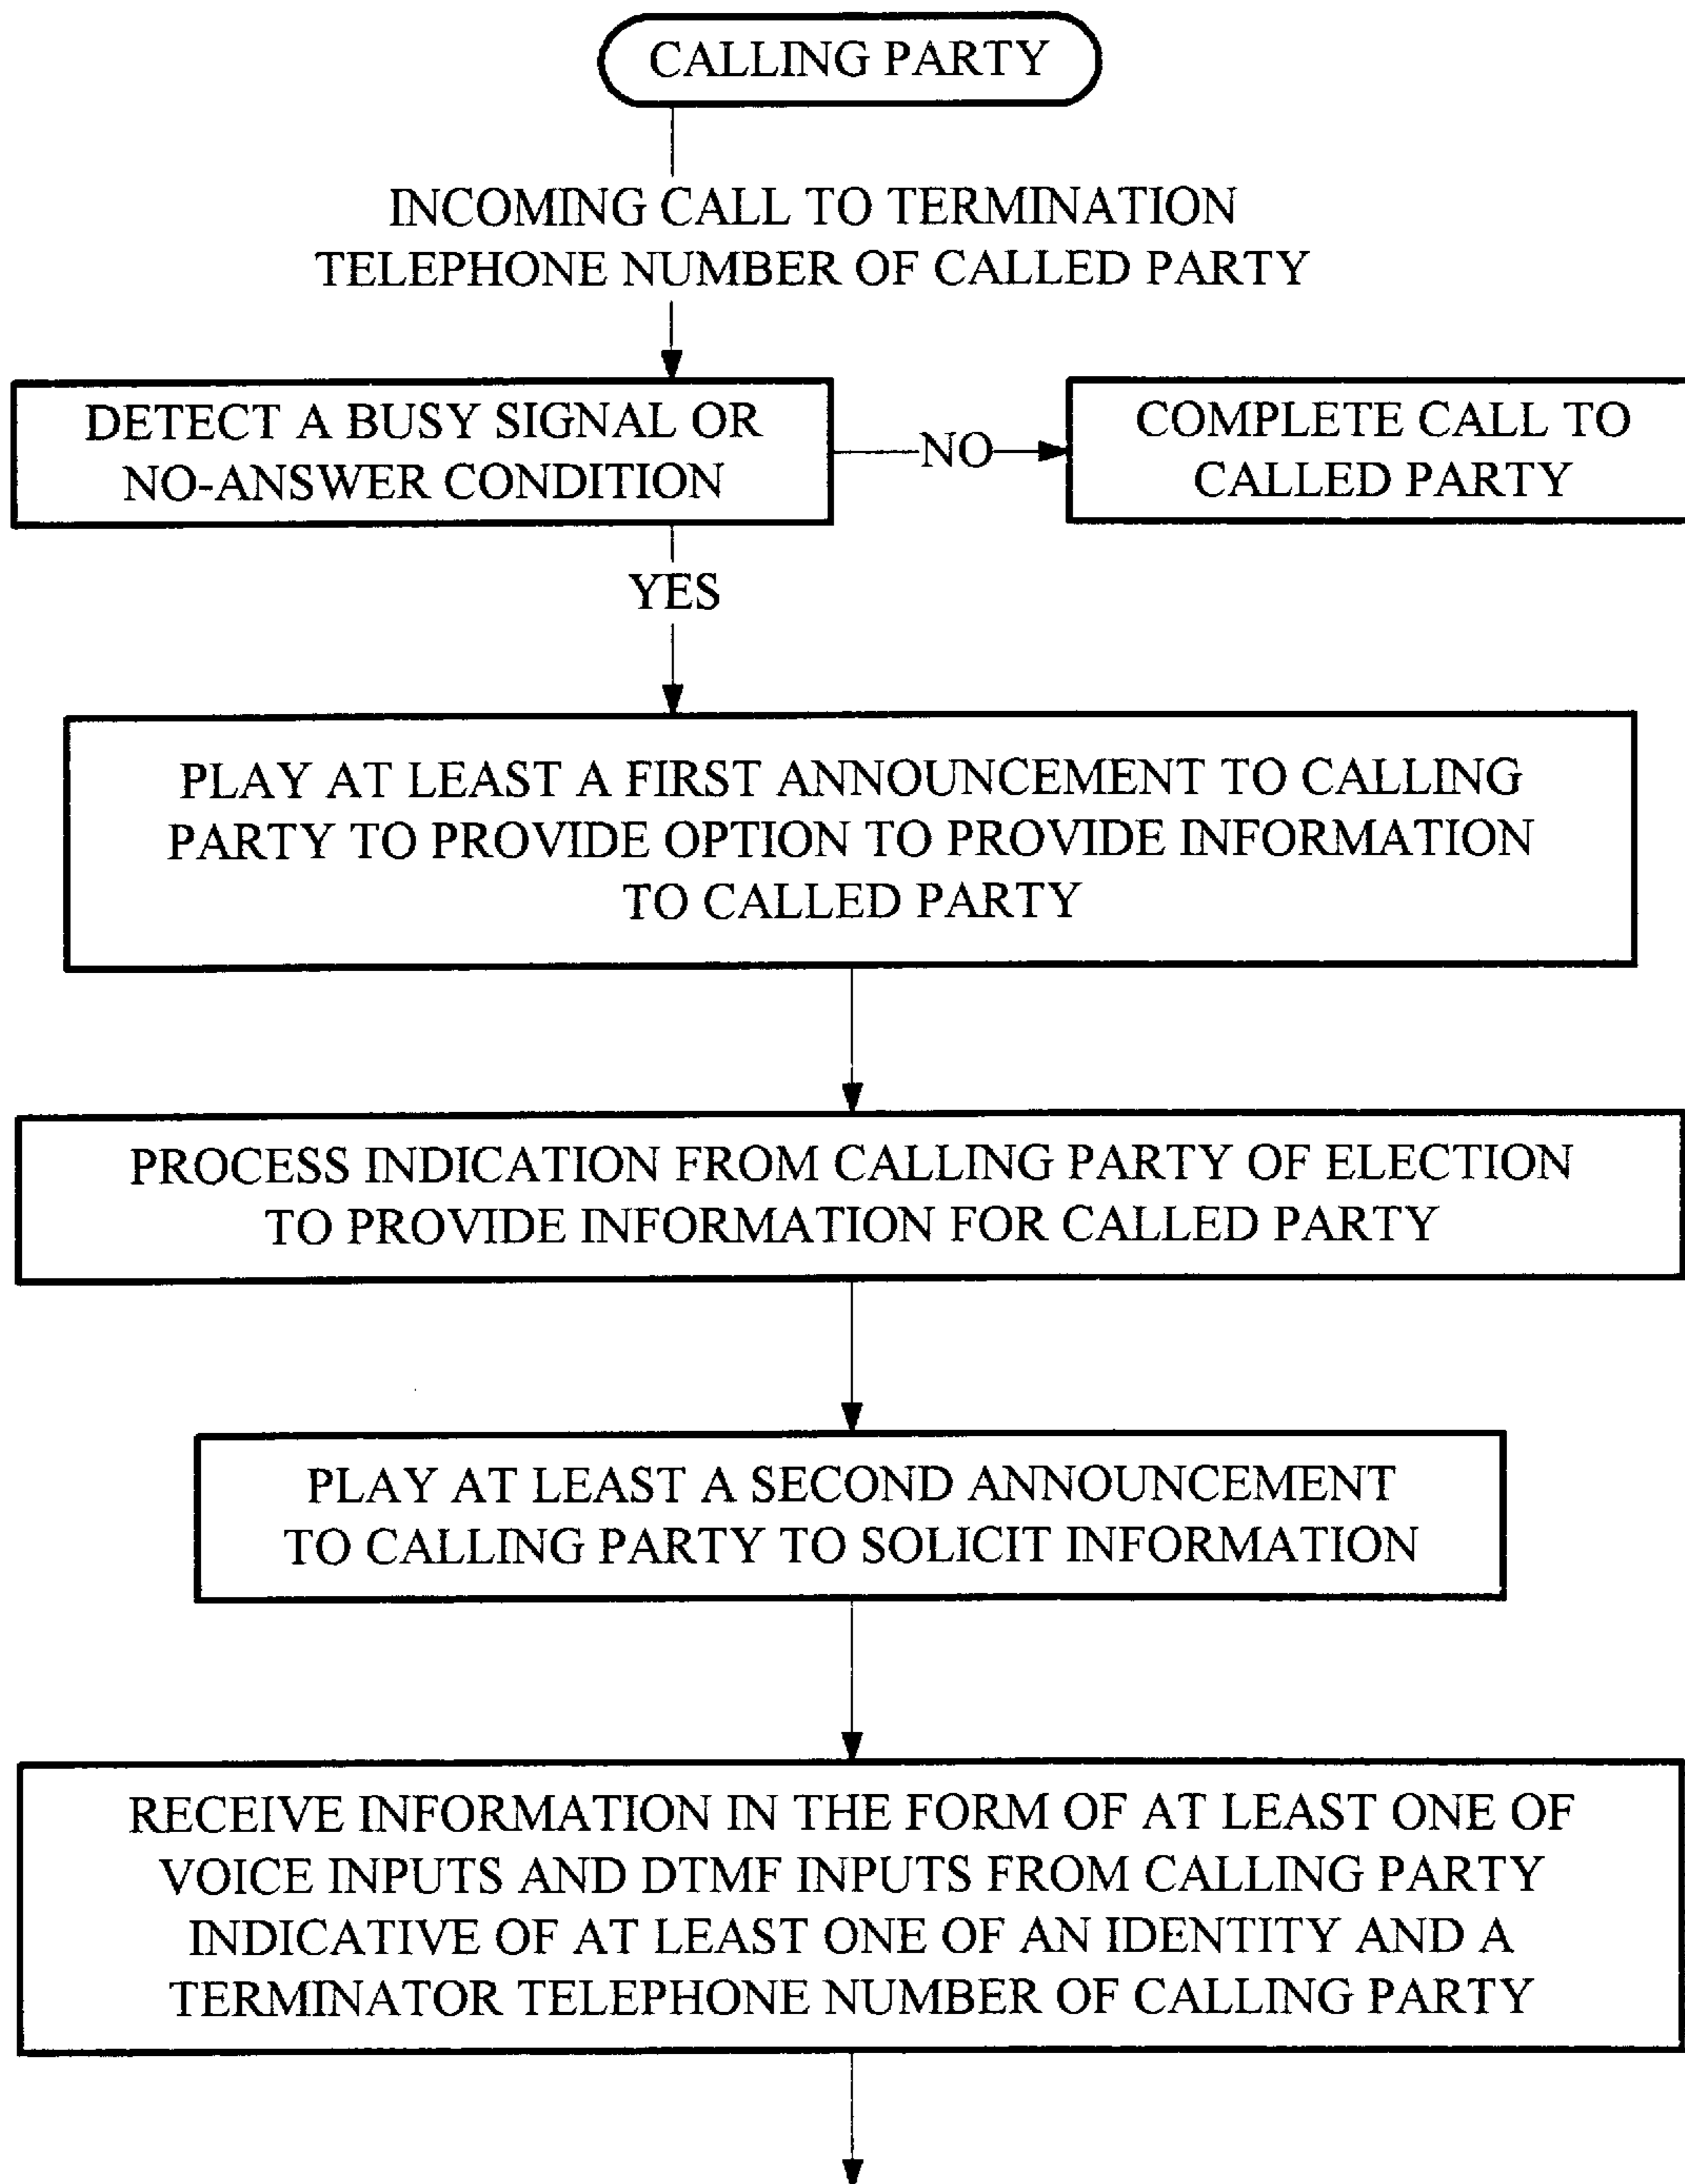 CALLING PARTY
INCOMING CALL TO TERMINATION
TELEPHONE NUMBER OF CALLED PARTY
DETECT A BUSY SIGNAL OR
NO-ANSWER CONDITION
NO
COMPLETE CALL TO
CALLED PARTY
YES
PLAY AT LEAST A FIRST ANNOUNCEMENT TO CALLING
PARTY TO PROVIDE OPTION TO PROVIDE INFORMATION
TO CALLED PARTY
PROCESS INDICATION FROM CALLING PARTY OF ELECTION
TO PROVIDE INFORMATION FOR CALLED PARTY
PLAY AT LEAST A SECOND ANNOUNCEMENT
TO CALLING PARTY TO SOLICIT INFORMATION
RECEIVE INFORMATION IN THE FORM OF AT LEAST ONE OF
VOICE INPUTS AND DTMF INPUTS FROM CALLING PARTY
INDICATIVE OF AT LEAST ONE OF AN IDENTITY AND A
TERMINATOR TELEPHONE NUMBER OF CALLING PARTY